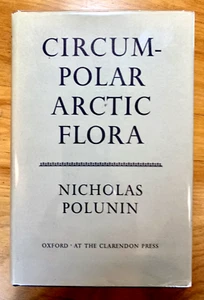 CIRCUM-
POLAR
ARCTIC
FLORA
NICHOLAS
POLUNIN
OXFORD · AT THE CLARENDON PRESS